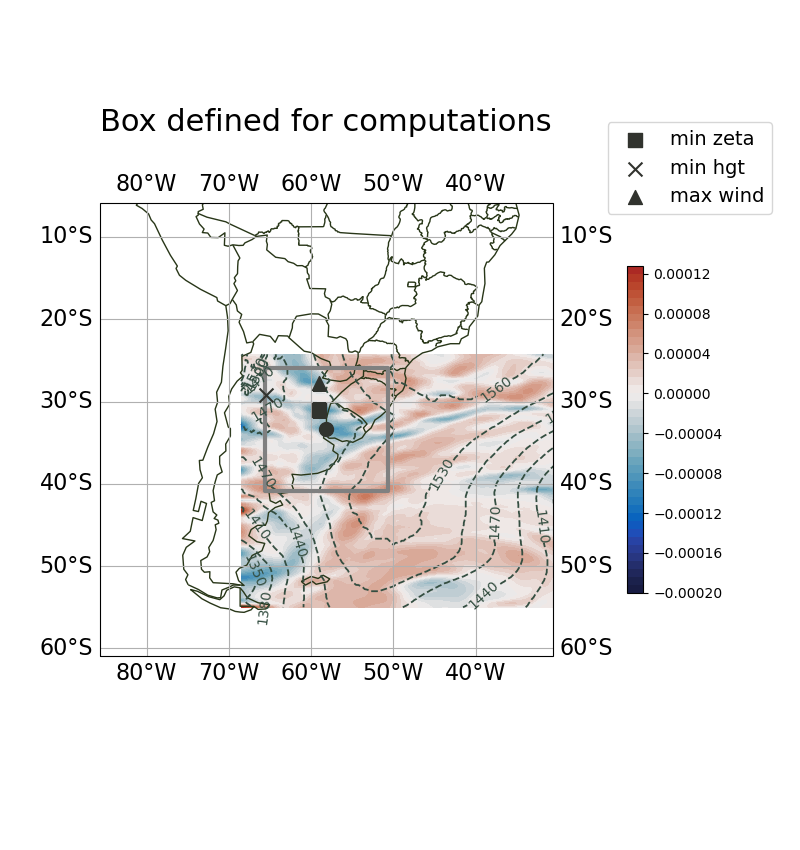 Box defined for computations
min zeta
min hgt
max wind
80°W 70°W 60°W 50°W 40°W
10°S 10°S
20°S 20°S
30°S 30°S
40°S 40°S
50°S 50°S
60°S 60°S
80°W 70°W 60°W 50°W 40°W
0.00012
0.00008
0.00004
0.00000
−0.00004
−0.00008
−0.00012
−0.00016
−0.00020
1560
1470
1530
1470
1470
1410
1410
1440
1350
1440